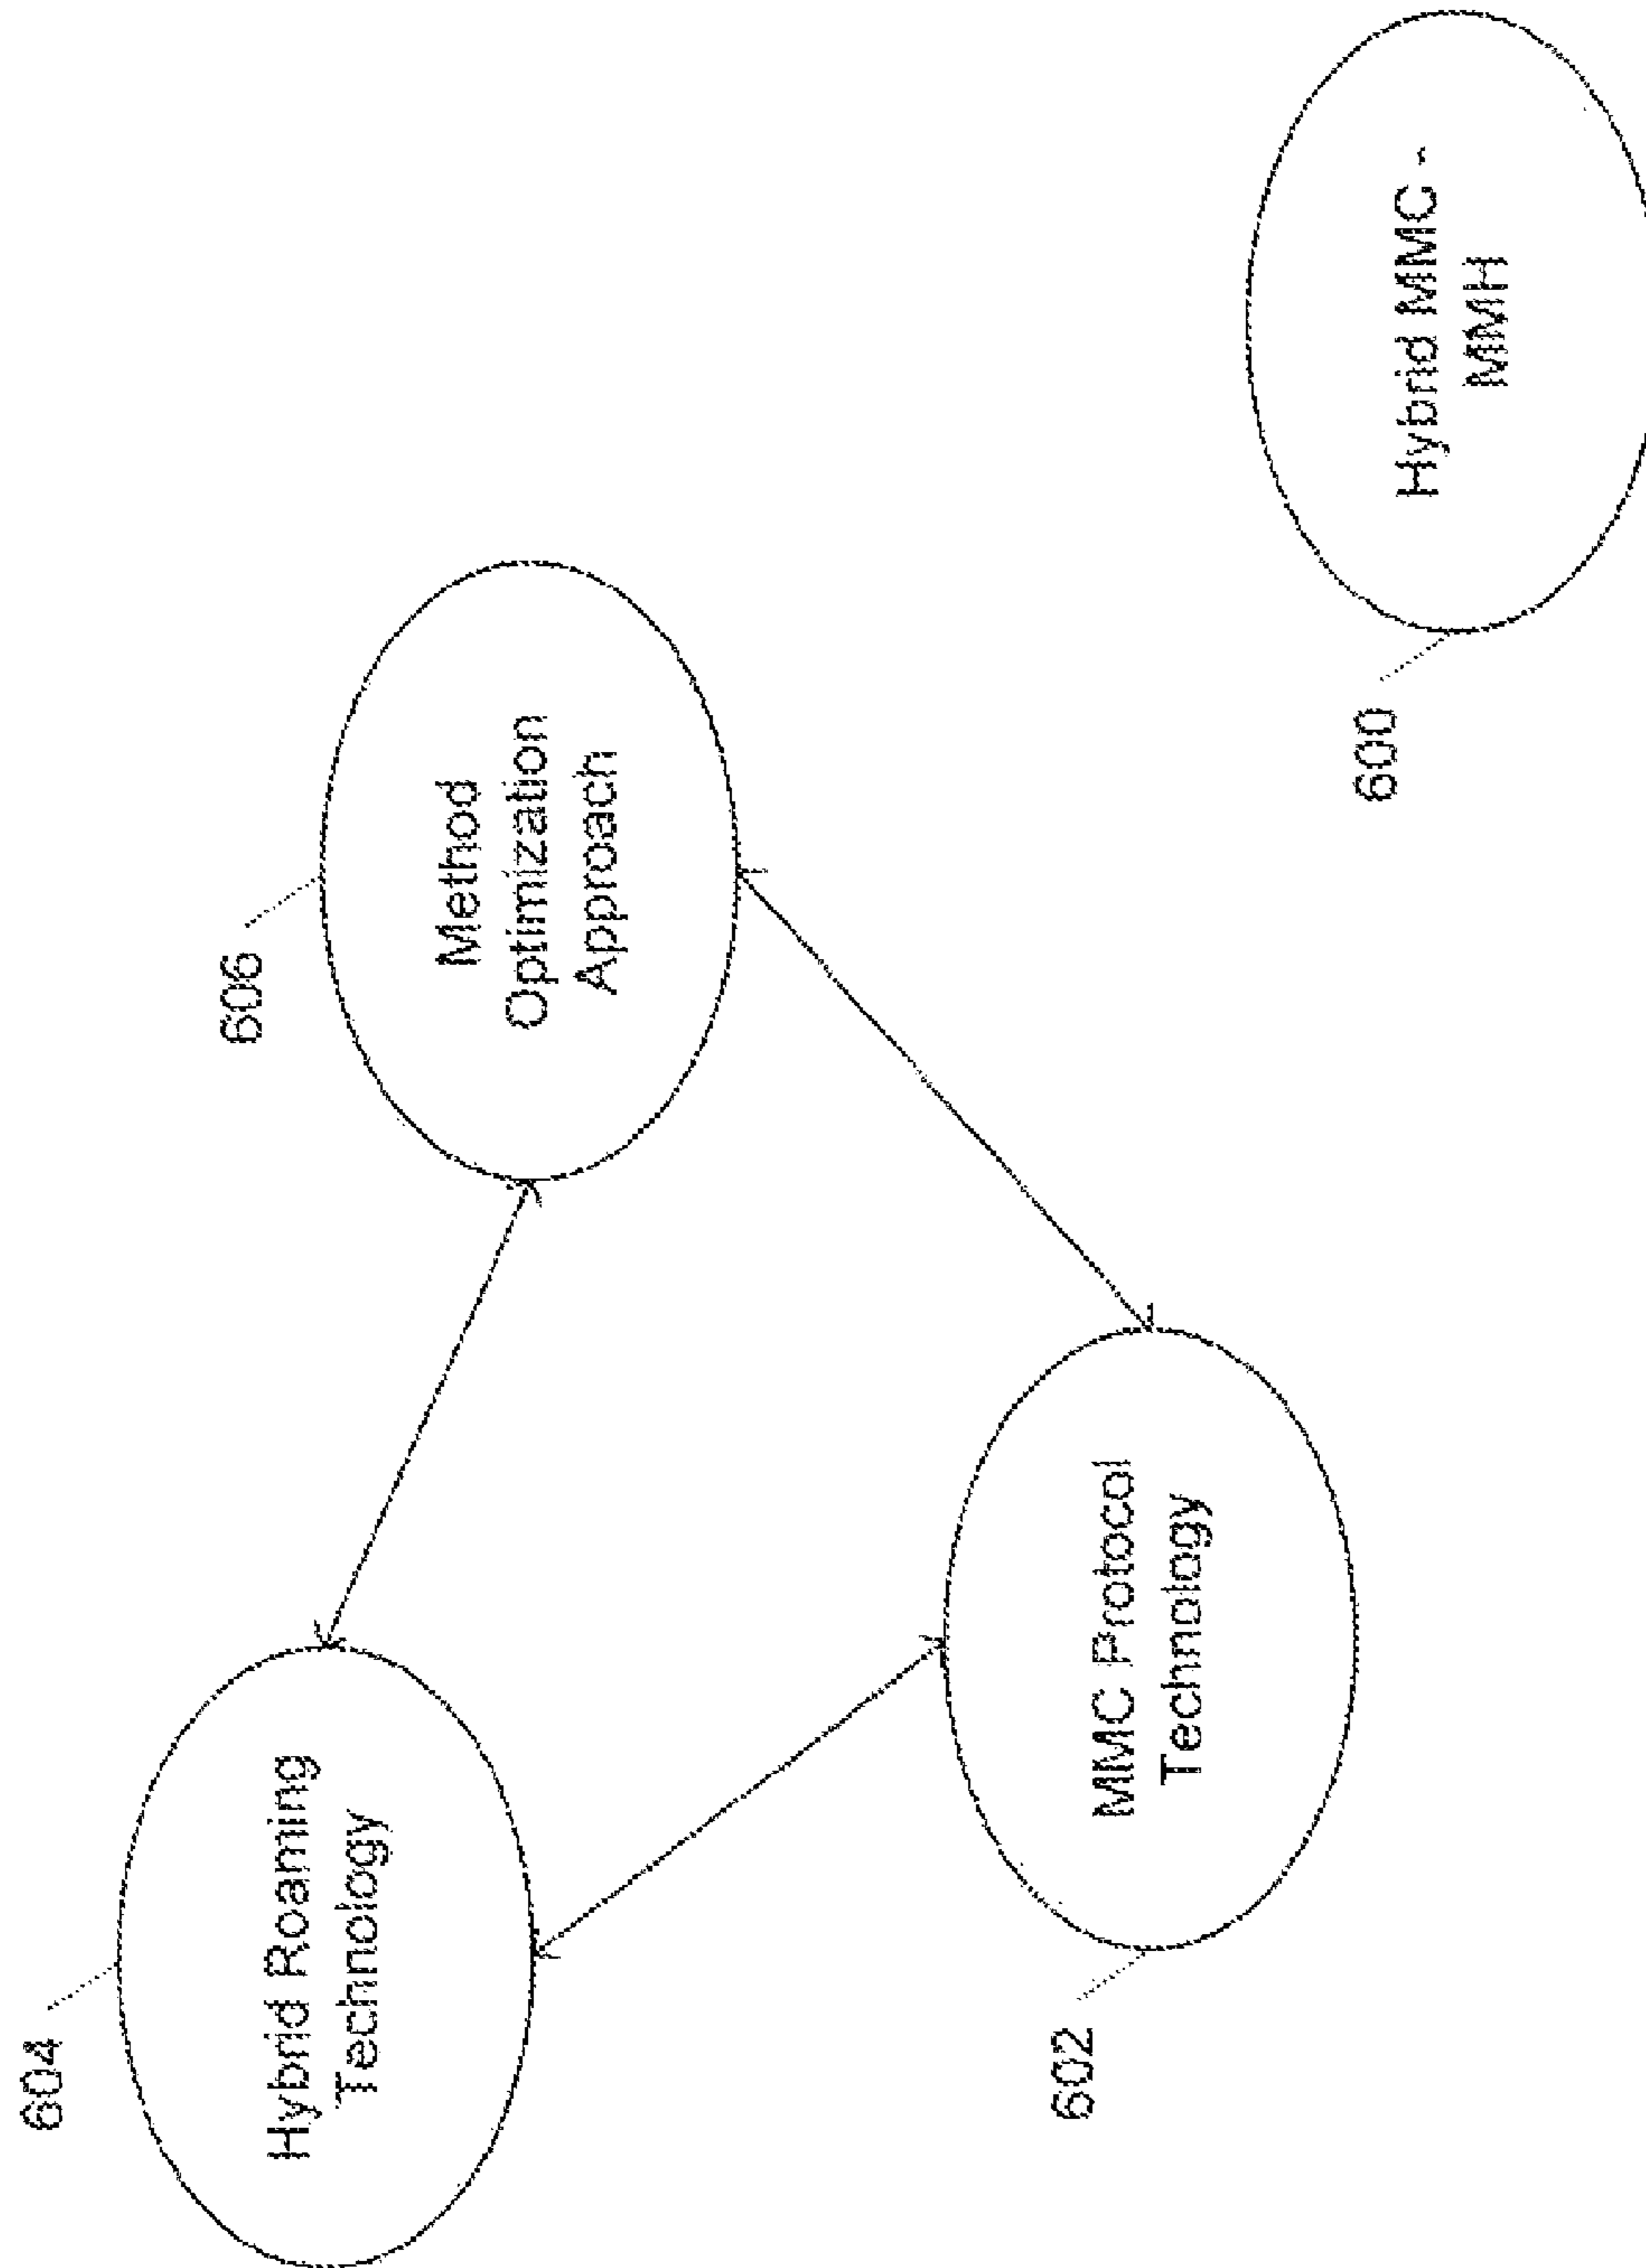 604
Hybrid Roaming
Technology
606
Method
Optimization
Approach
602
MMC Protocol
Technology
600
Hybrid MMC -
MMH